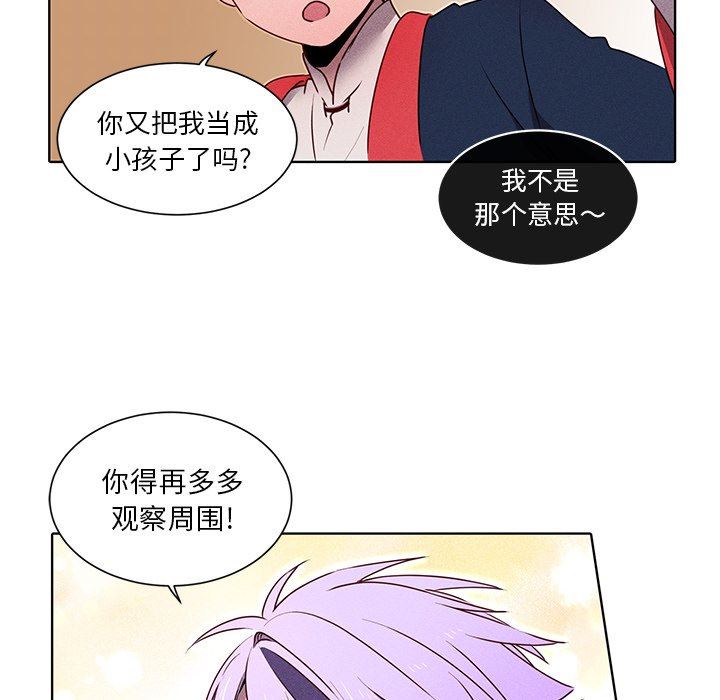 你又把我当成
小孩子了吗?
我不是
那个意思～
你得再多多
观察周围!